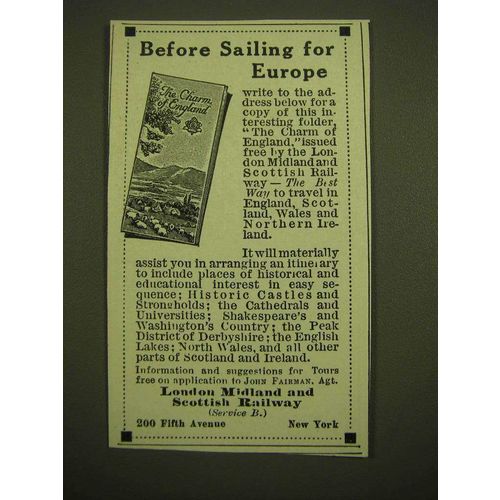 Before Sailing for
Europe
The Charm
of England
write to the ad-
dress below for a
copy of this in-
teresting folder,
"The Charm of
England," issued
free by the Lon-
don Midland and
Scottish Rail-
way — The Best
Way to travel in
England, Scot-
land, Wales and
Northern Ire-
land.
It will materially
assist you in arranging an itinerary
to include places of historical and
educational interest in easy se-
quence; Historic Castles and
Strongholds; the Cathedrals and
Universities; Shakespeare's and
Washington's Country; the Peak
District of Derbyshire; the English
Lakes; North Wales, and all other
parts of Scotland and Ireland.
Information and suggestions for Tours
free on application to JOHN FAIRMAN, Agt.
London Midland and
Scottish Railway
(Service B.)
200 Fifth Avenue New York